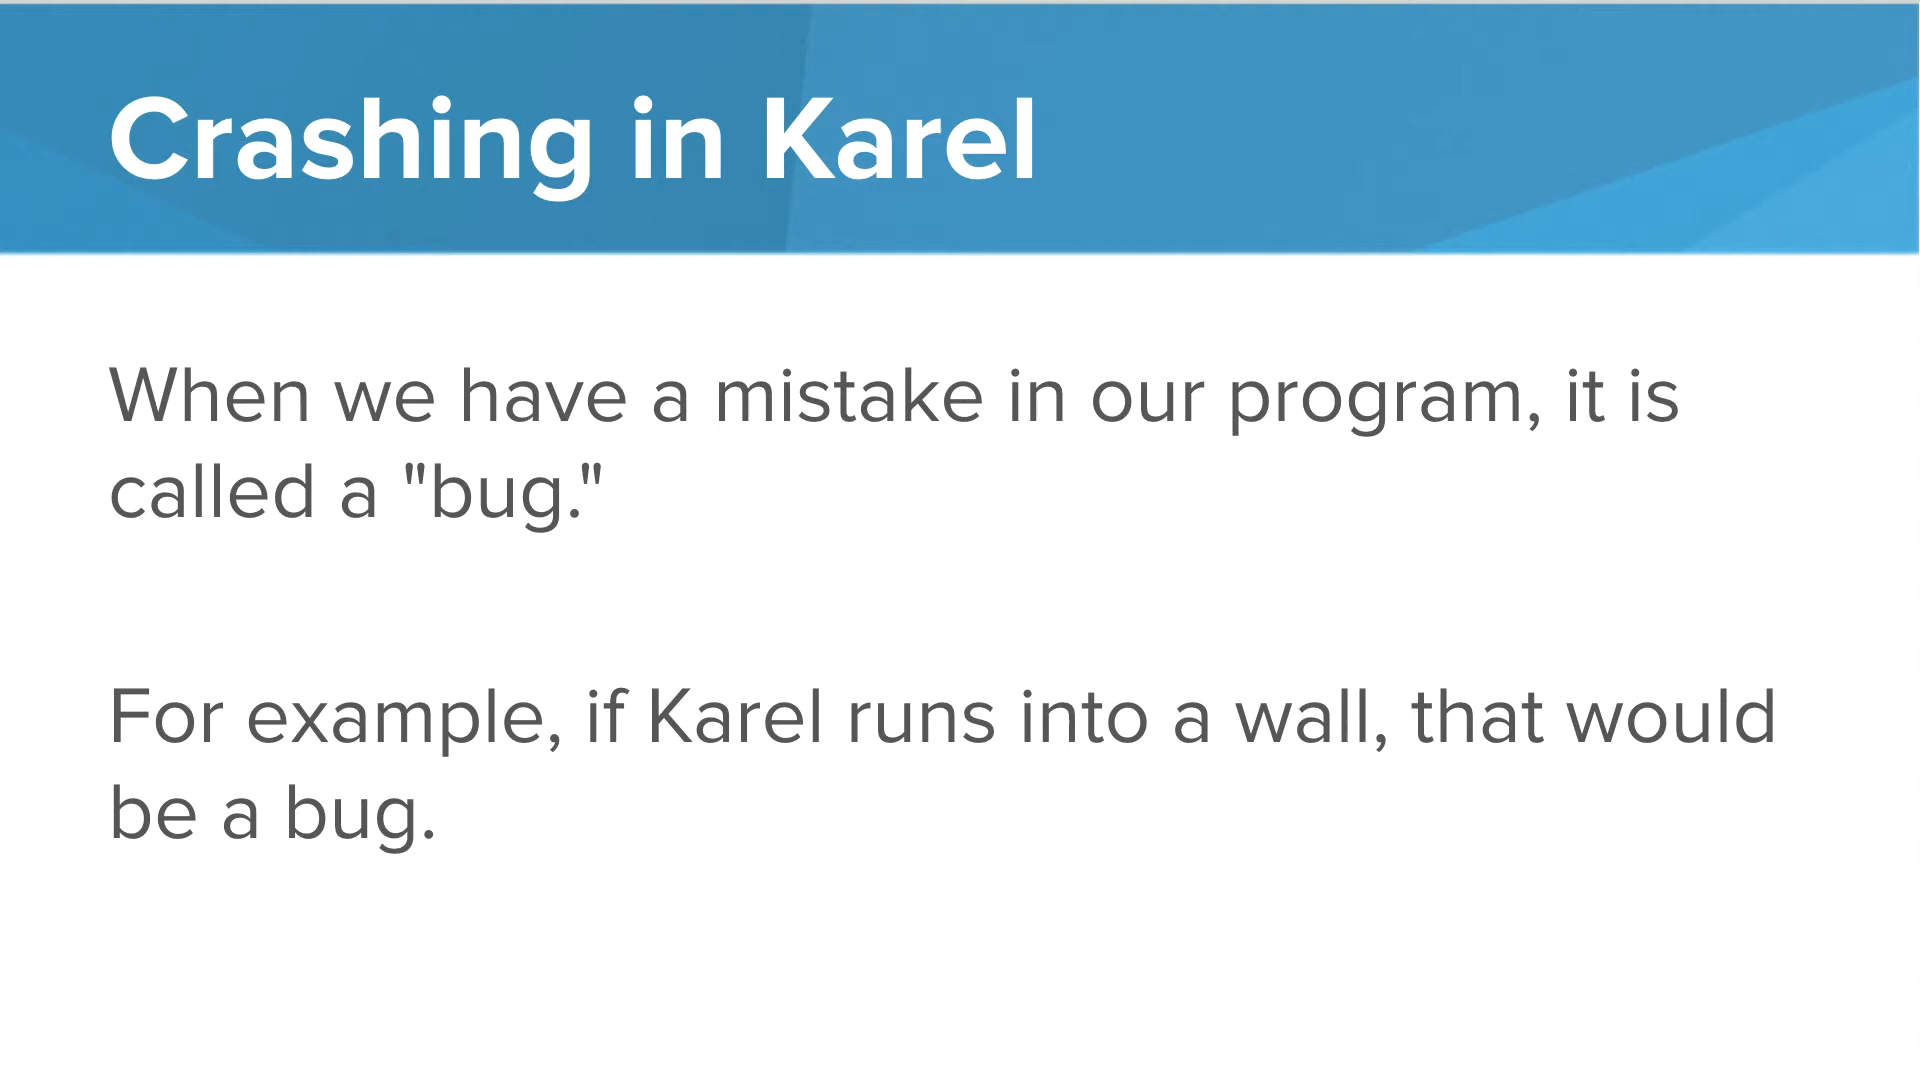 Crashing in Karel
When we have a mistake in our program, it is
called a "bug."
For example, if Karel runs into a wall, that would
be a bug.